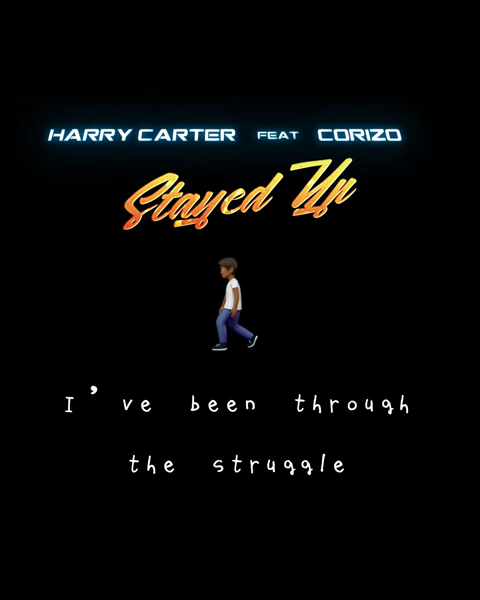 HARRY CARTER FEAT CORIZO
Stayed Up
I've been through
the struggle